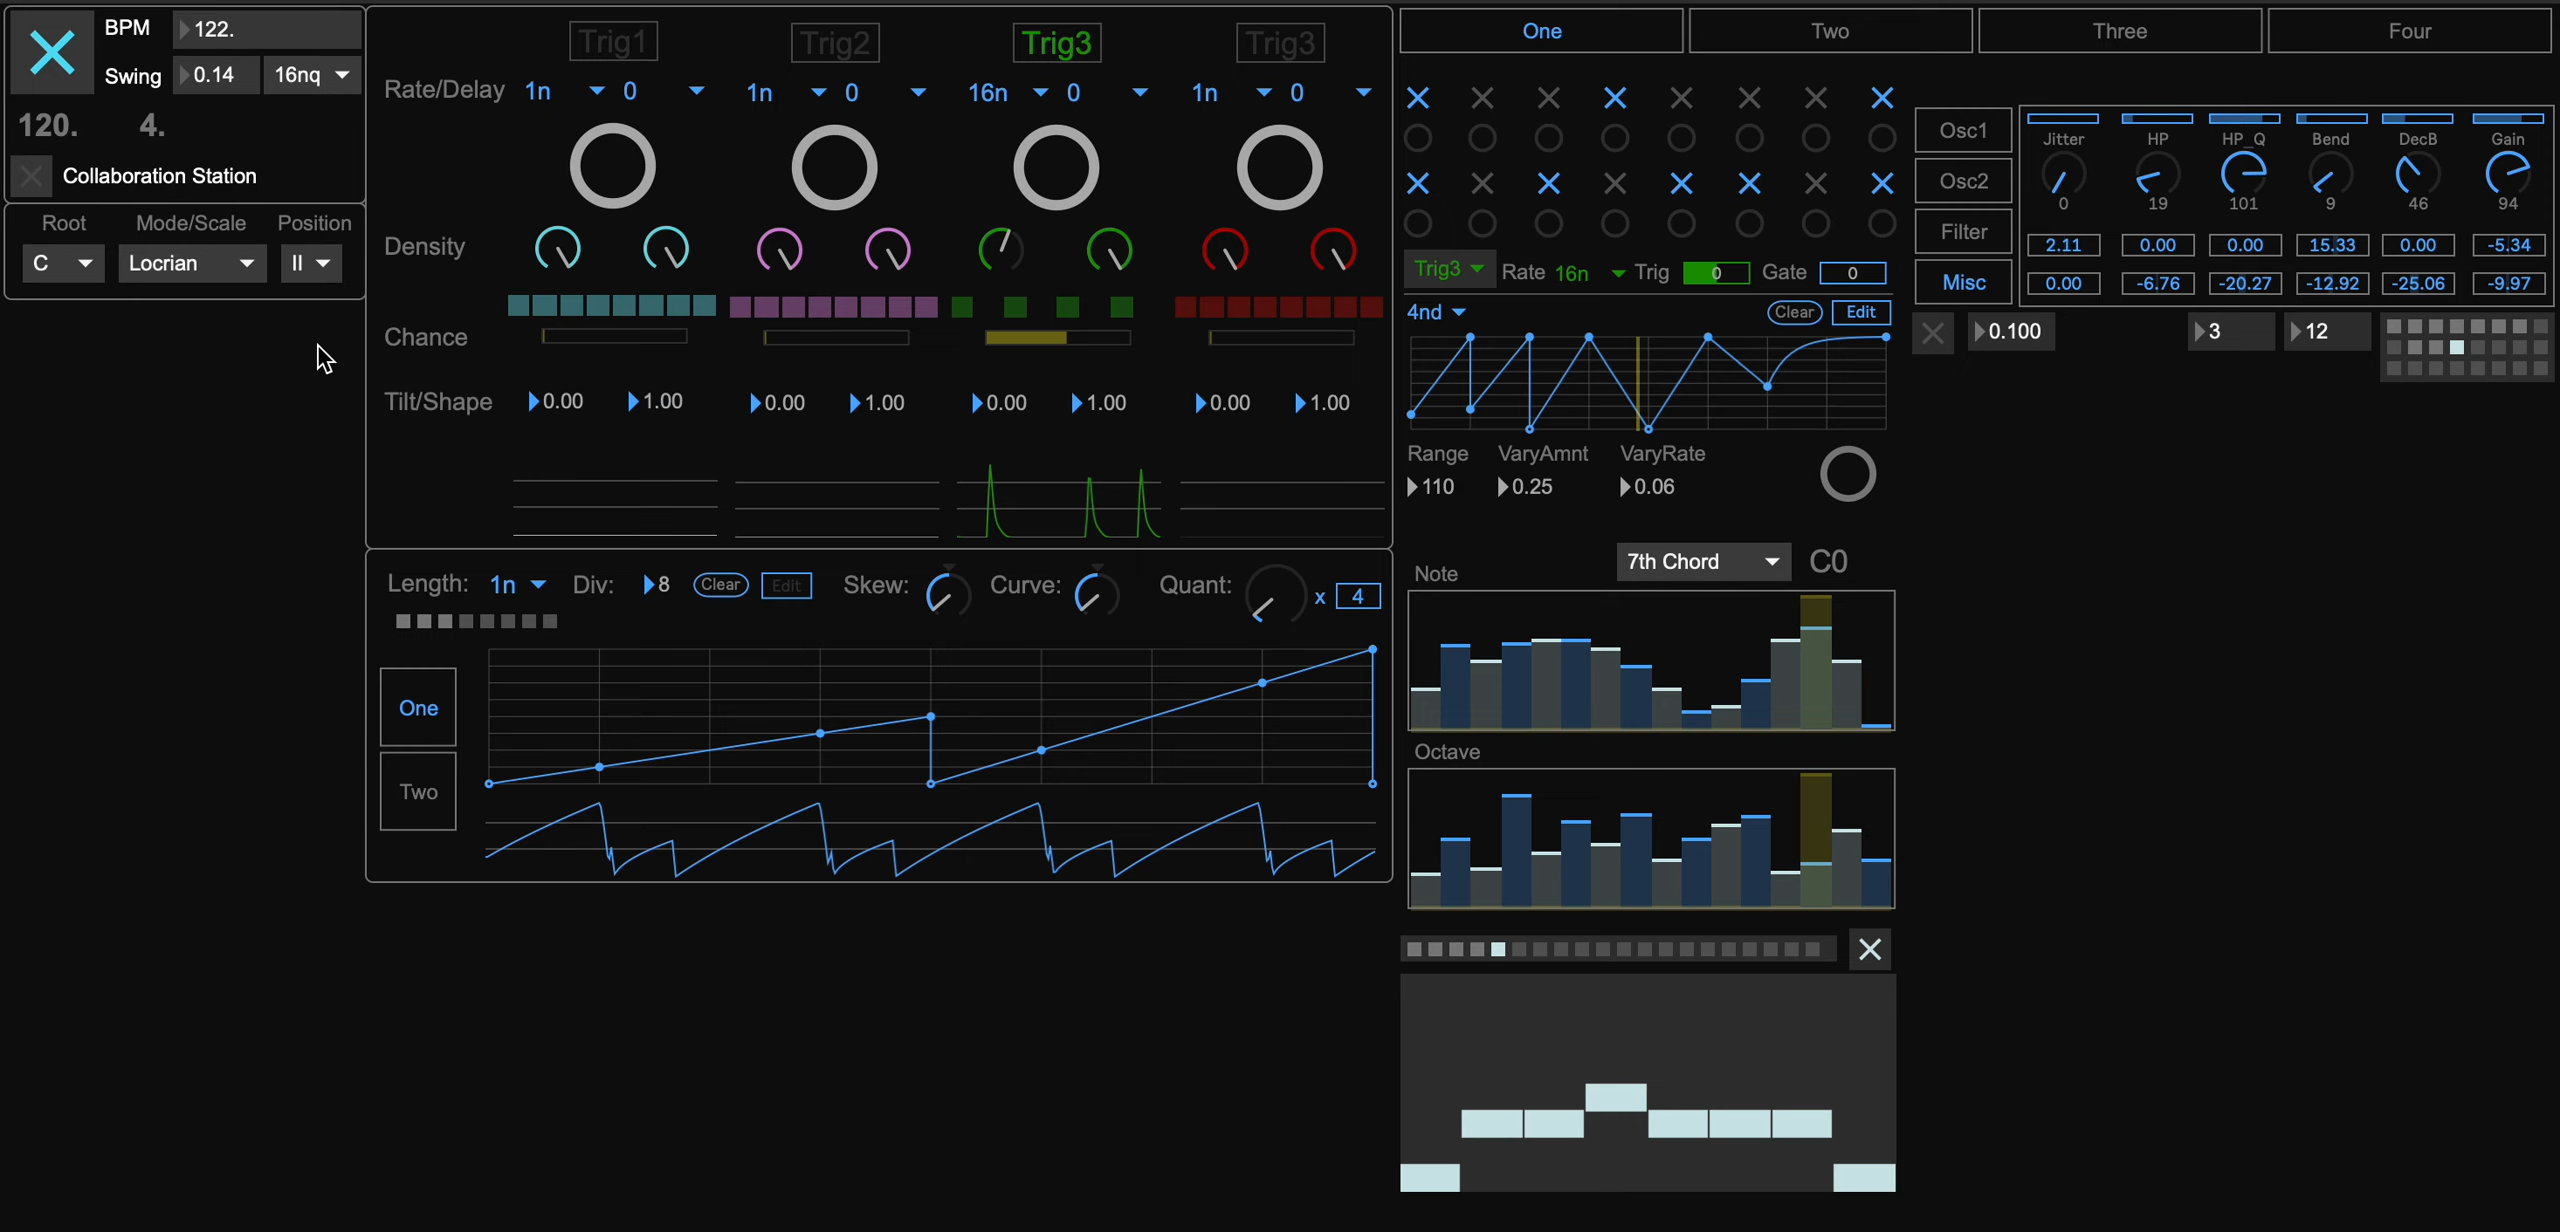 BPM 122.
Swing 0.14 16nq
120. 4.
Collaboration Station
Root Mode/Scale Position
C Locrian II
Trig1 Trig2 Trig3 Trig3
Rate/Delay 1n 0 1n 0 16n 0 1n 0
Density
Chance
Tilt/Shape 0.00 1.00 0.00 1.00 0.00 1.00 0.00 1.00
Length: 1n Div: 8 Clear Edit Skew: Curve: Quant: x 4
One
Two
One Two Three Four
Trig3 Rate 16n Trig 0 Gate 0
4nd Clear Edit
Range VaryAmnt VaryRate
110 0.25 0.06
Note 7th Chord C0
Octave
Osc1
Osc2
Filter
Misc
Jitter HP HP_Q Bend DecB Gain
0 19 101 9 46 94
2.11 0.00 0.00 15.33 0.00 -5.34
0.00 -6.76 -20.27 -12.92 -25.06 -9.97
0.100 3 12